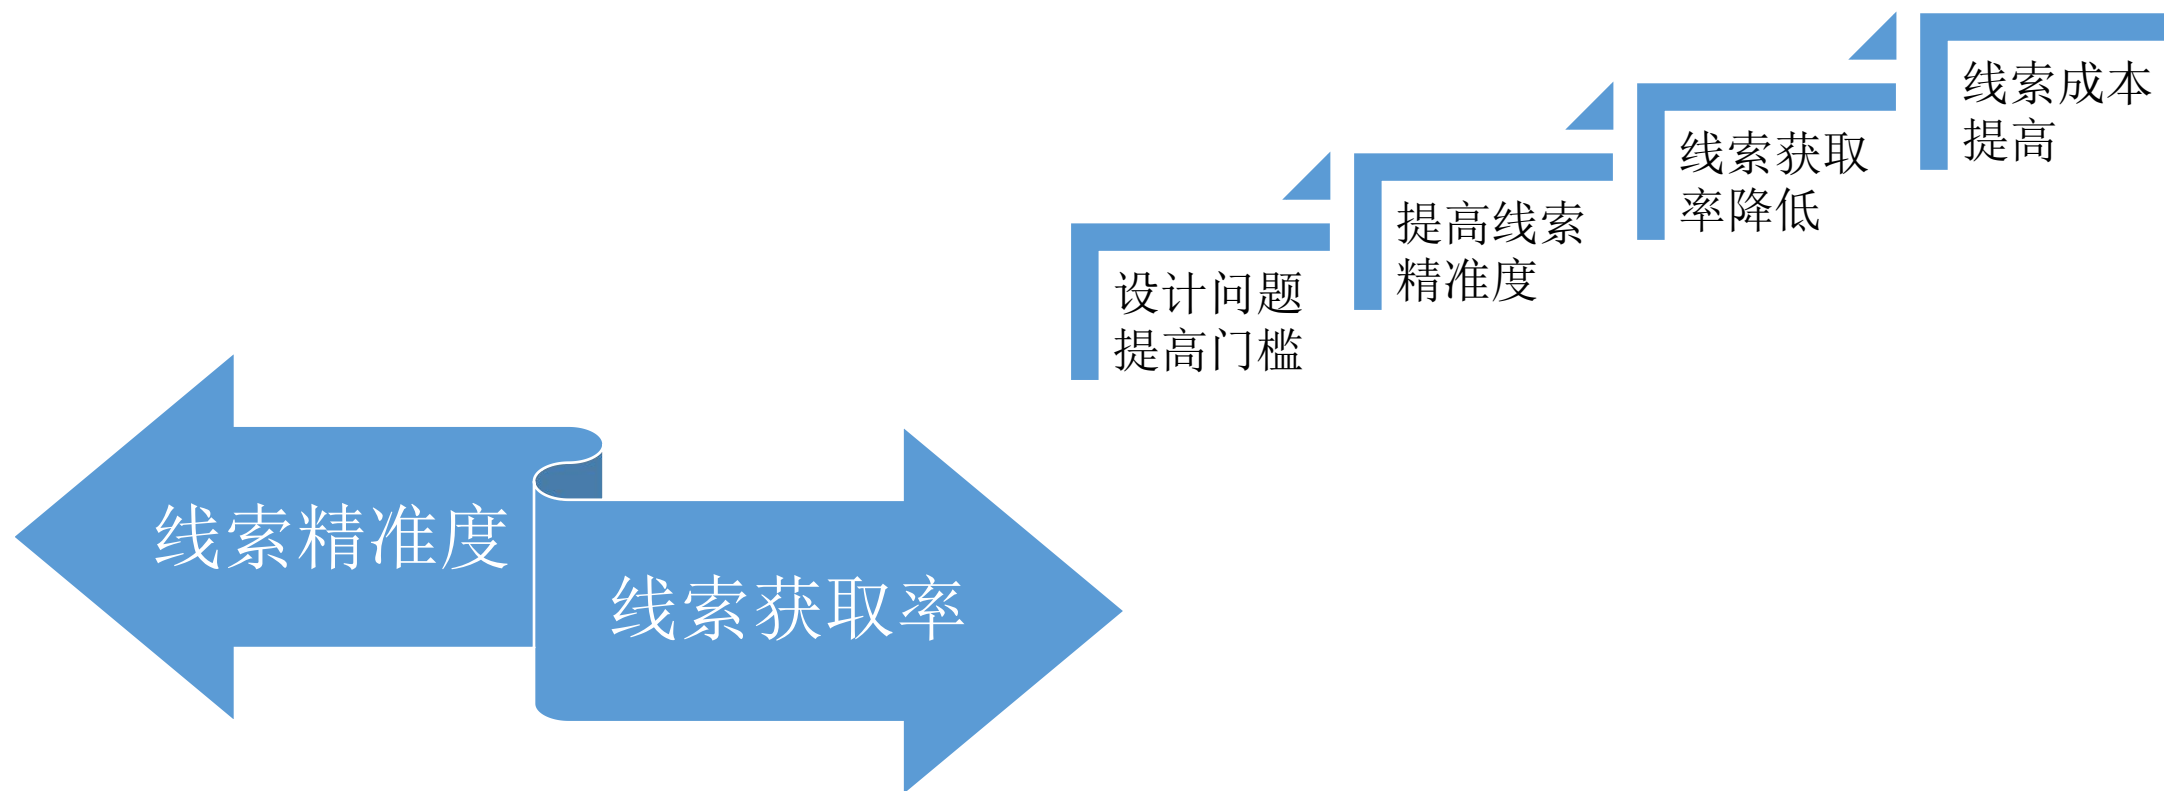 设计问题
提高门槛
提高线索
精准度
线索获取
率降低
线索成本
提高
线索精准度
线索获取率